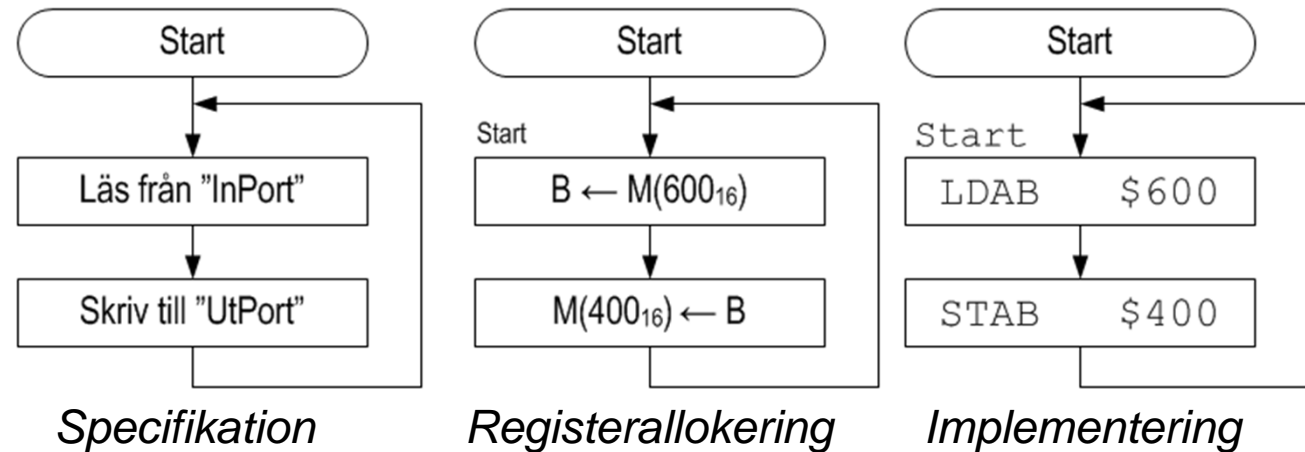 Start
Läs från ”InPort”
Skriv till ”UtPort”
Specifikation
Start
Start
B ← M(600₁₆)
M(400₁₆) ← B
Registerallokering
Start
Start
LDAB $600
STAB $400
Implementering